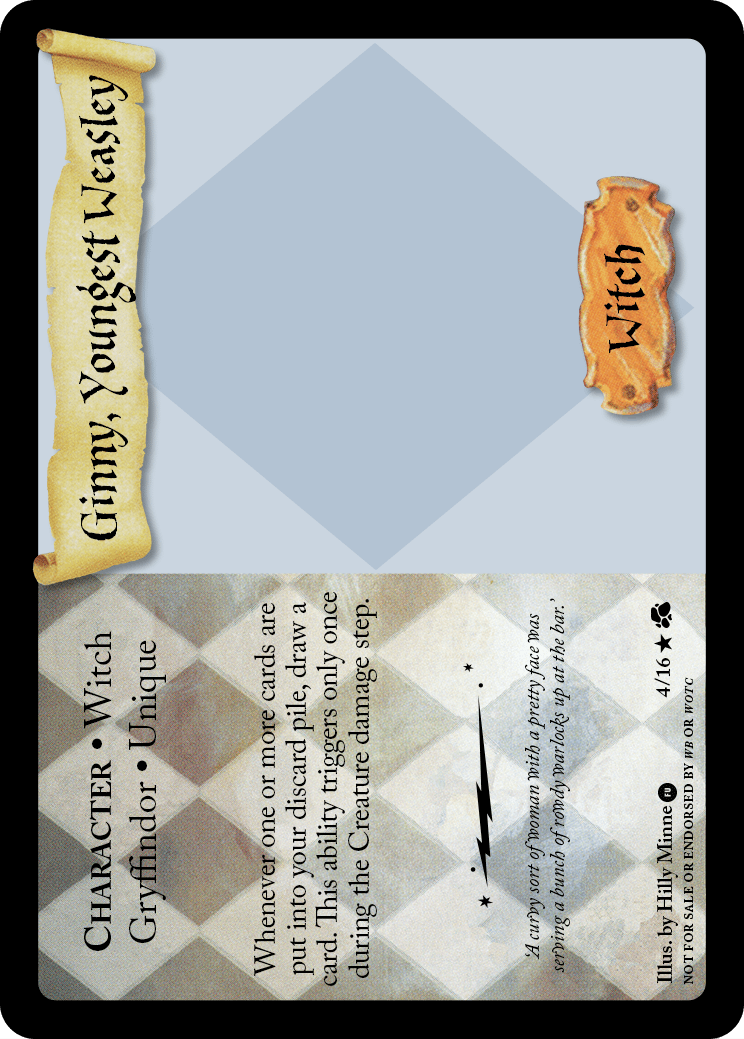 Ginny, Youngest Weasley
Witch
CHARACTER • Witch
Gryffindor • Unique
Whenever one or more cards are
put into your discard pile, draw a
card. This ability triggers only once
during the Creature damage step.
‘A curvy sort of woman with a pretty face was
serving a bunch of rowdy warlocks up at the bar.’
Illus. by Hilly Minne FU 4/16 ★
NOT FOR SALE OR ENDORSED BY WB OR WOTC